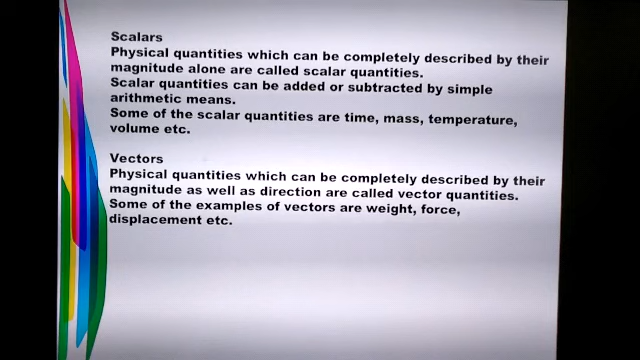 Scalars
Physical quantities which can be completely described by their
magnitude alone are called scalar quantities.
Scalar quantities can be added or subtracted by simple
arithmetic means.
Some of the scalar quantities are time, mass, temperature,
volume etc.
Vectors
Physical quantities which can be completely described by their
magnitude as well as direction are called vector quantities.
Some of the examples of vectors are weight, force,
displacement etc.